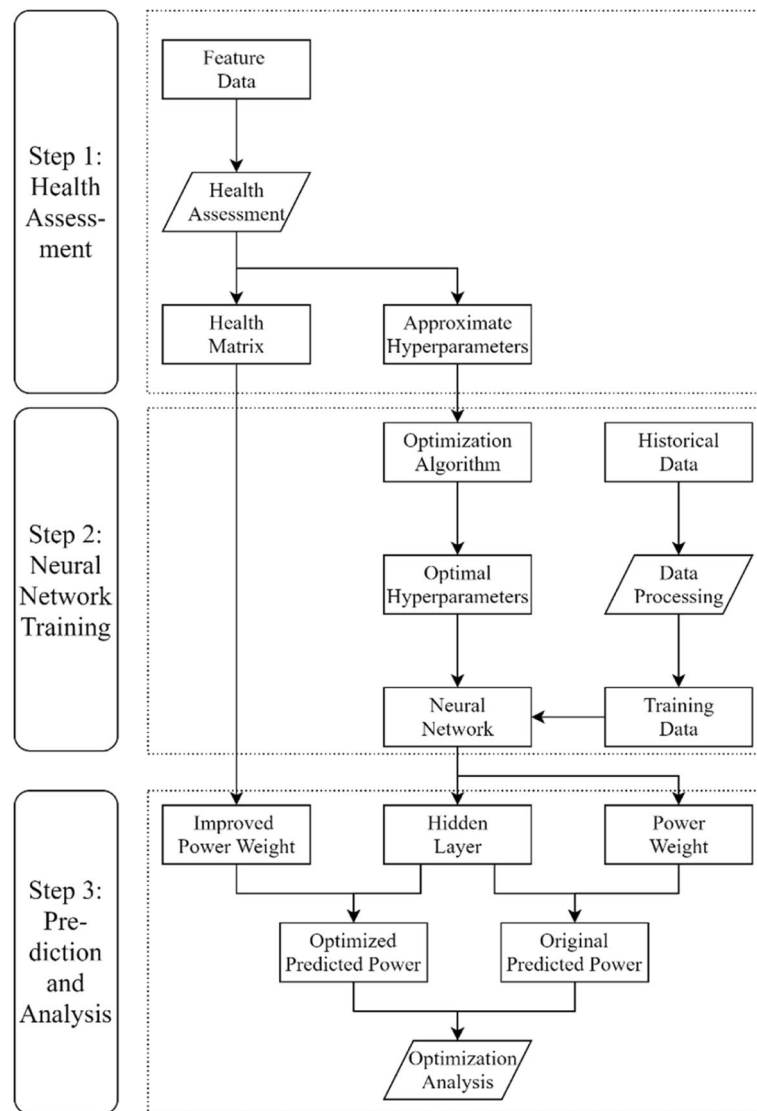 Step 1:
Health
Assess-
ment
Feature
Data
Health
Assessment
Health
Matrix
Approximate
Hyperparameters
Step 2:
Neural
Network
Training
Optimization
Algorithm
Historical
Data
Optimal
Hyperparameters
Data
Processing
Neural
Network
Training
Data
Step 3:
Pre-
diction
and
Analysis
Improved
Power Weight
Hidden
Layer
Power
Weight
Optimized
Predicted Power
Original
Predicted Power
Optimization
Analysis